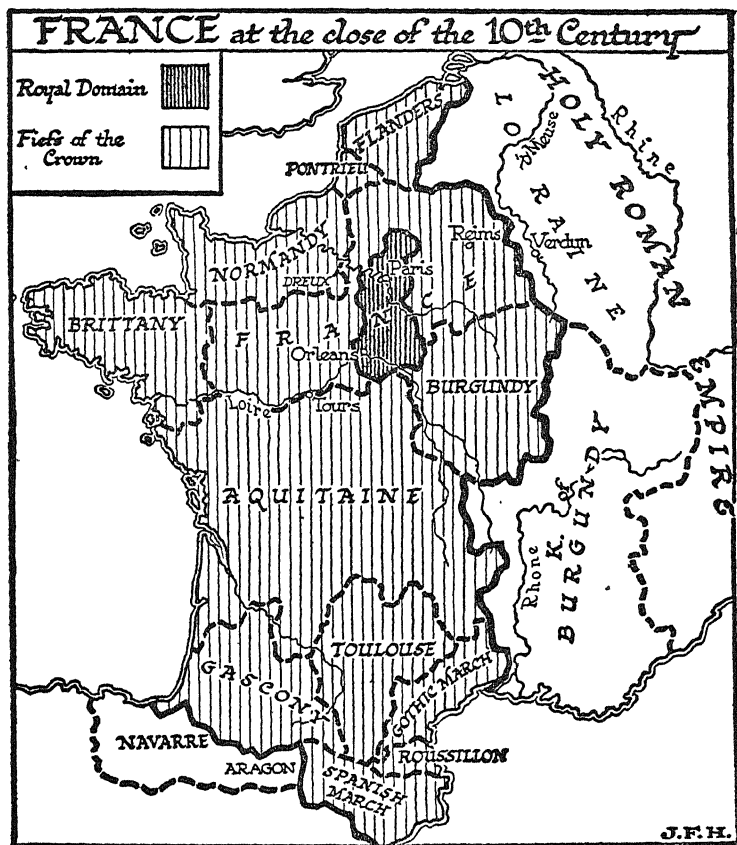 FRANCE at the close of the 10th Century
Royal Domain
Fiefs of the
Crown
FLANDERS
PONTRIEU
HOLY ROMAN
EMPIRE
LORRAINE
Rhine
Meuse
Verdun
Reims
NORMANDY
DREUX
Paris
BRITTANY
FRANCE
Orleans
BURGUNDY
Loire
Tours
AQUITAINE
K. of
BURGUNDY
Rhone
TOULOUSE
GASCONY
GOTHIC MARCH
NAVARRE
ARAGON
ROUSSILLON
SPANISH
MARCH
J.F.H.